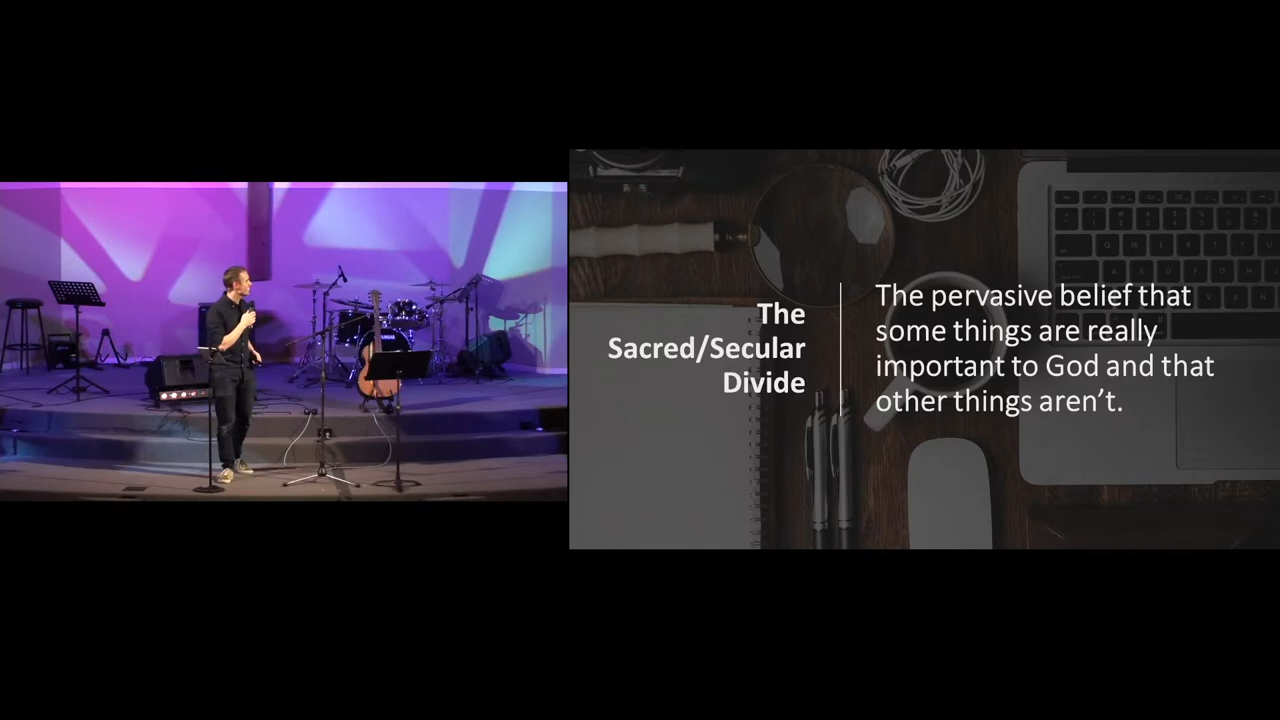 The
Sacred/Secular
Divide
The pervasive belief that
some things are really
important to God and that
other things aren't.
YAMAHA